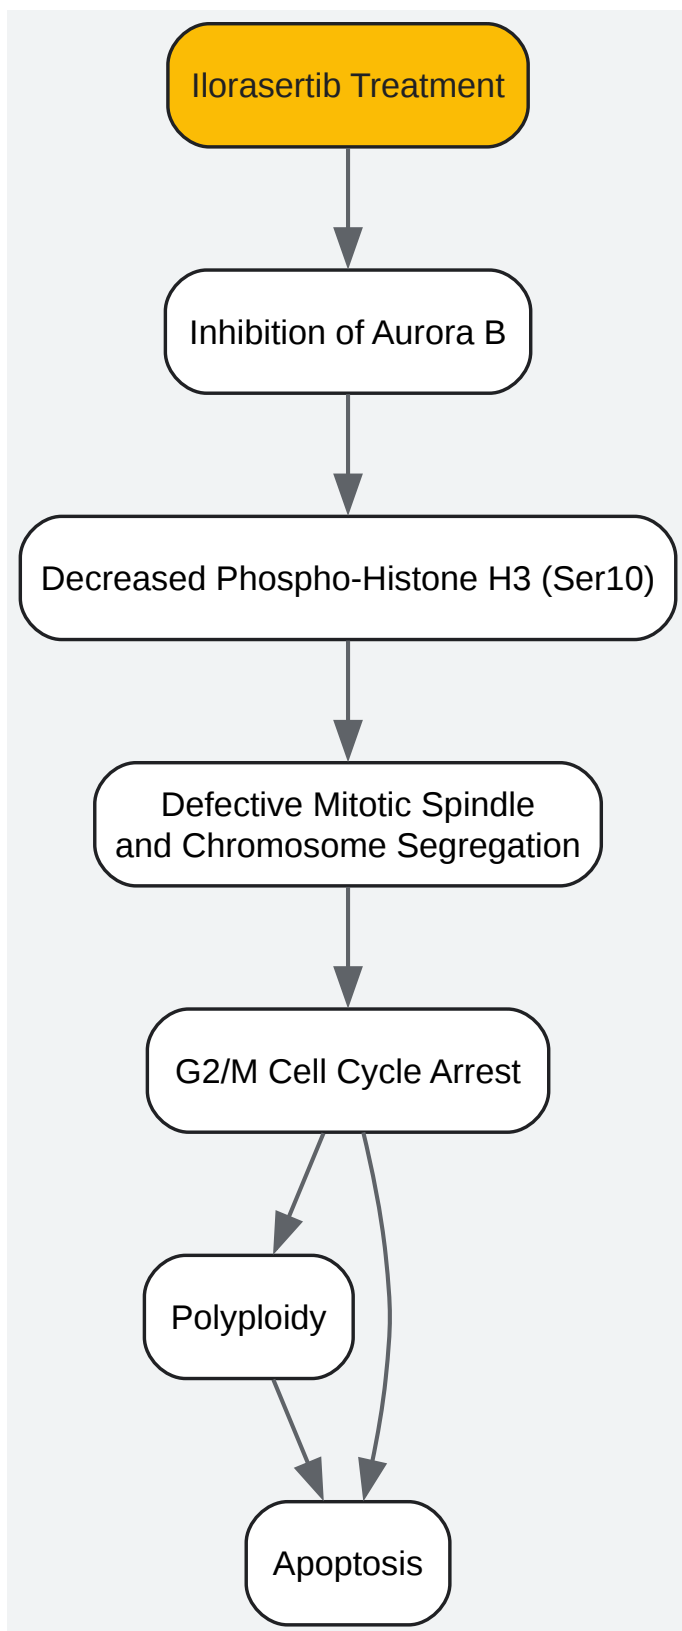 Ilorasertib Treatment
Inhibition of Aurora B
Decreased Phospho-Histone H3 (Ser10)
Defective Mitotic Spindle
and Chromosome Segregation
G2/M Cell Cycle Arrest
Polyploidy
Apoptosis